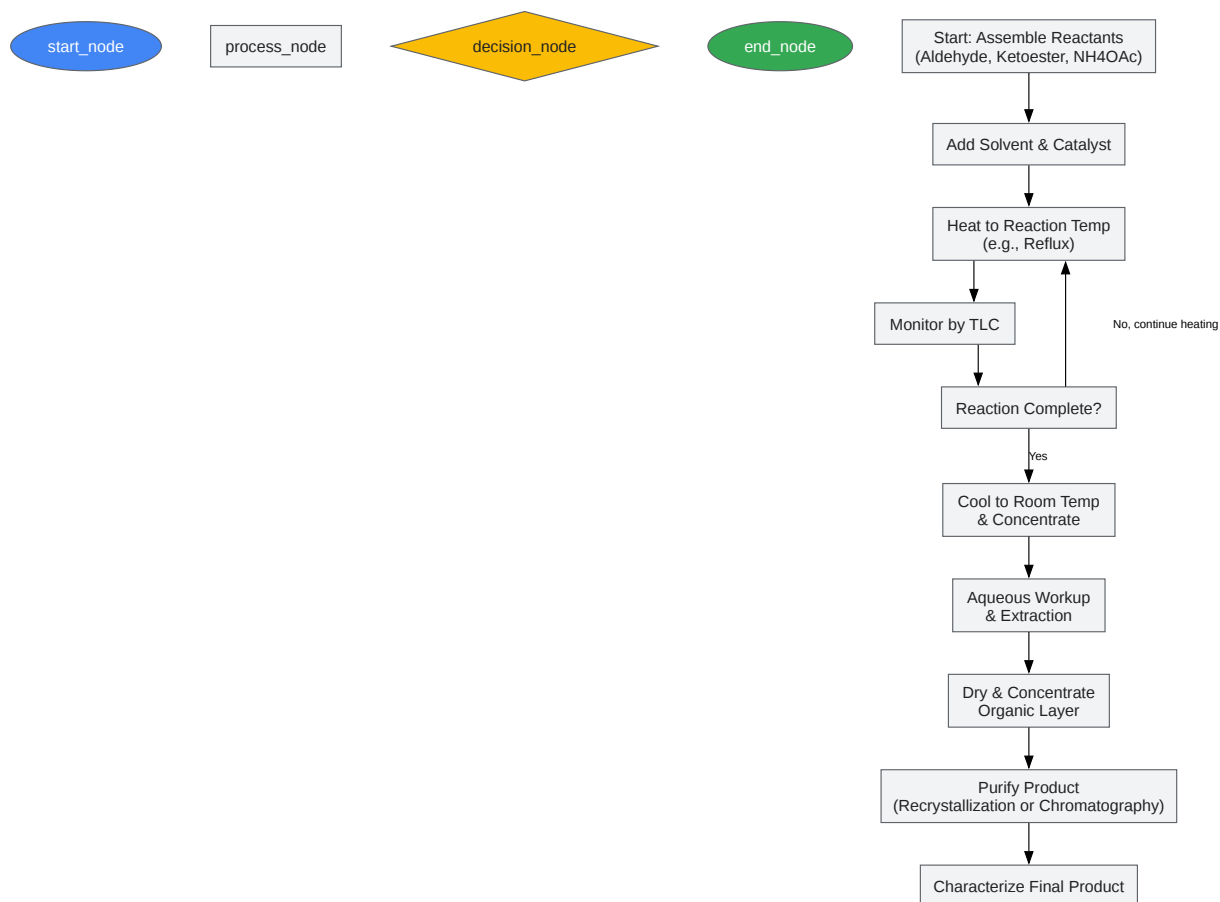 start_node
process_node
decision_node
end_node
Start: Assemble Reactants
(Aldehyde, Ketoester, NH4OAc)
Add Solvent & Catalyst
Heat to Reaction Temp
(e.g., Reflux)
Monitor by TLC
No, continue heating
Reaction Complete?
Yes
Cool to Room Temp
& Concentrate
Aqueous Workup
& Extraction
Dry & Concentrate
Organic Layer
Purify Product
(Recrystallization or Chromatography)
Characterize Final Product